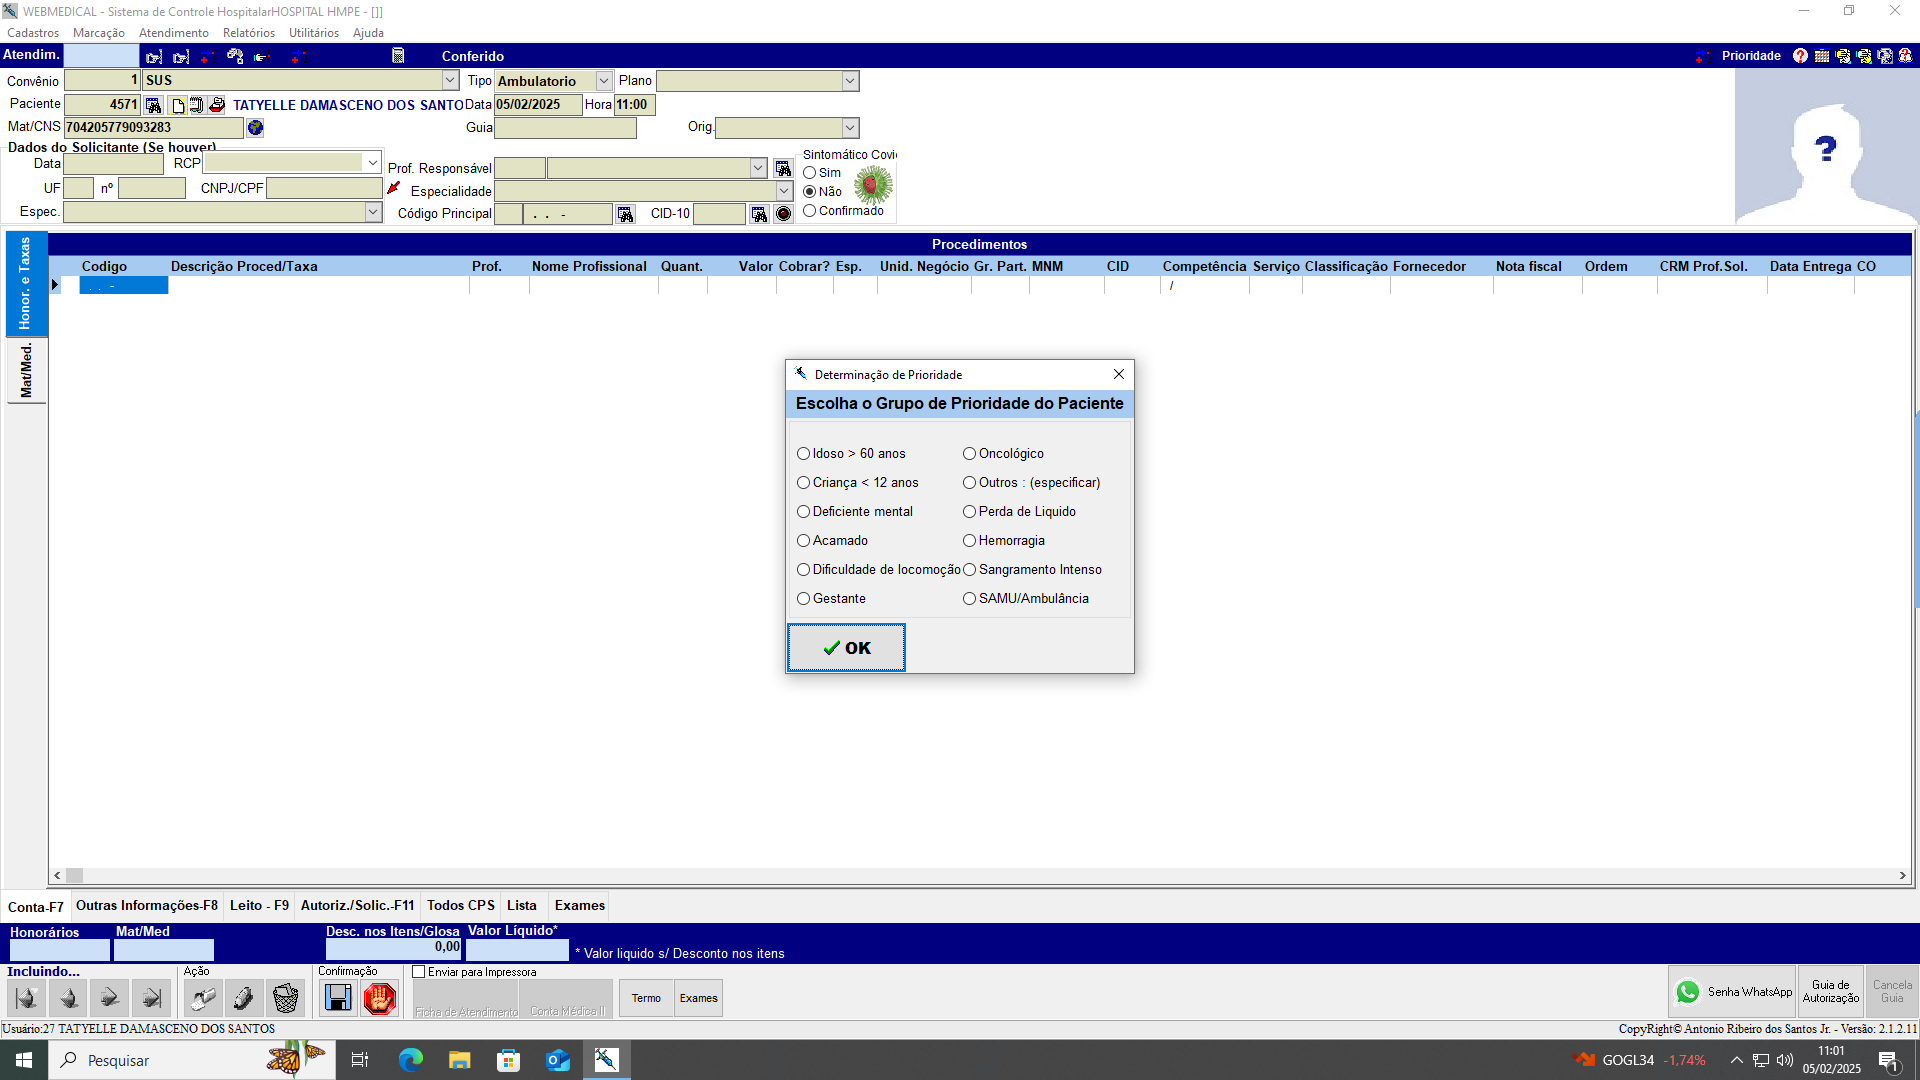 WEBMEDICAL - Sistema de Controle HospitalarHOSPITAL HMPE - []]
Cadastros Marcação Atendimento Relatórios Utilitários Ajuda
Atendim. Conferido Prioridade
Convênio 1 SUS Tipo Ambulatorio Plano
Paciente 4571 TATYELLE DAMASCENO DOS SANTO Data 05/02/2025 Hora 11:00
Mat/CNS 704205779093283 Guia Orig.
Dados do Solicitante (Se houver)
Data RCP Prof. Responsável
UF nº CNPJ/CPF Especialidade
Espec. Código Principal . . - CID-10
Sintomático Covi
Sim
Não
Confirmado
Honor. e Taxas
Mat/Med.
Procedimentos
Codigo Descrição Proced/Taxa Prof. Nome Profissional Quant. Valor Cobrar? Esp. Unid. Negócio Gr. Part. MNM CID Competência Serviço Classificação Fornecedor Nota fiscal Ordem CRM Prof.Sol. Data Entrega CO
. . - /
Determinação de Prioridade
Escolha o Grupo de Prioridade do Paciente
Idoso > 60 anos Oncológico
Criança < 12 anos Outros : (especificar)
Deficiente mental Perda de Liquido
Acamado Hemorragia
Dificuldade de locomoção Sangramento Intenso
Gestante SAMU/Ambulância
OK
Conta-F7 Outras Informações-F8 Leito - F9 Autoriz./Solic.-F11 Todos CPS Lista Exames
Honorários Mat/Med Desc. nos Itens/Glosa Valor Líquido*
0,00 * Valor liquido s/ Desconto nos itens
Incluindo... Ação Confirmação Enviar para Impressora
Ficha de Atendimento Conta Médica II Termo Exames Senha WhatsApp Guia de Autorização Cancela Guia
Usuário:27 TATYELLE DAMASCENO DOS SANTOS CopyRight© Antonio Ribeiro dos Santos Jr. - Versão: 2.1.2.11
Pesquisar GOGL34 -1,74% 11:01
05/02/2025 1